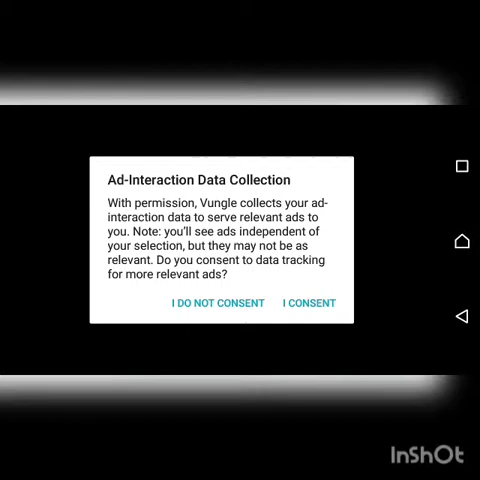 Ad-Interaction Data Collection
With permission, Vungle collects your ad-
interaction data to serve relevant ads to
you. Note: you'll see ads independent of
your selection, but they may not be as
relevant. Do you consent to data tracking
for more relevant ads?
I DO NOT CONSENT I CONSENT
InShOt